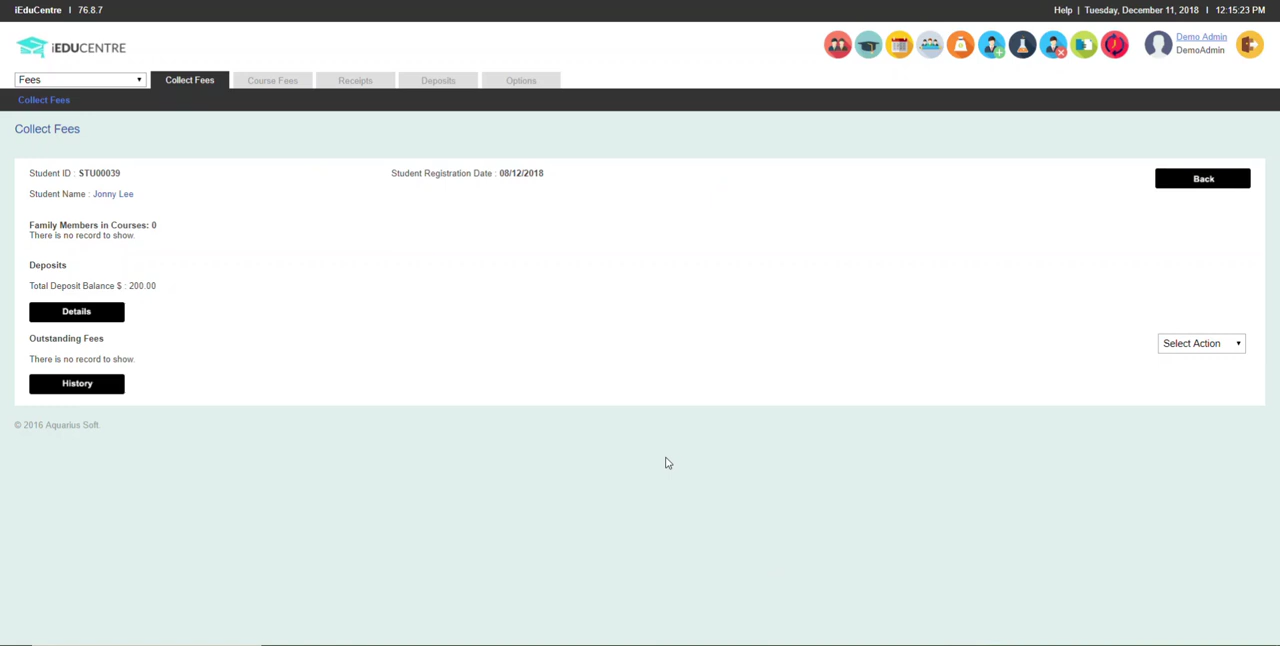 iEduCentre | 76.8.7
Help | Tuesday, December 11, 2018 | 12:15:23 PM
iEDUCENTRE
Demo Admin
DemoAdmin
Fees Collect Fees Course Fees Receipts Deposits Options
Collect Fees
Collect Fees
Student ID : STU00039 Student Registration Date : 08/12/2018
Back
Student Name : Jonny Lee
Family Members in Courses: 0
There is no record to show.
Deposits
Total Deposit Balance $ : 200.00
Details
Outstanding Fees
Select Action
There is no record to show.
History
© 2016 Aquarius Soft.